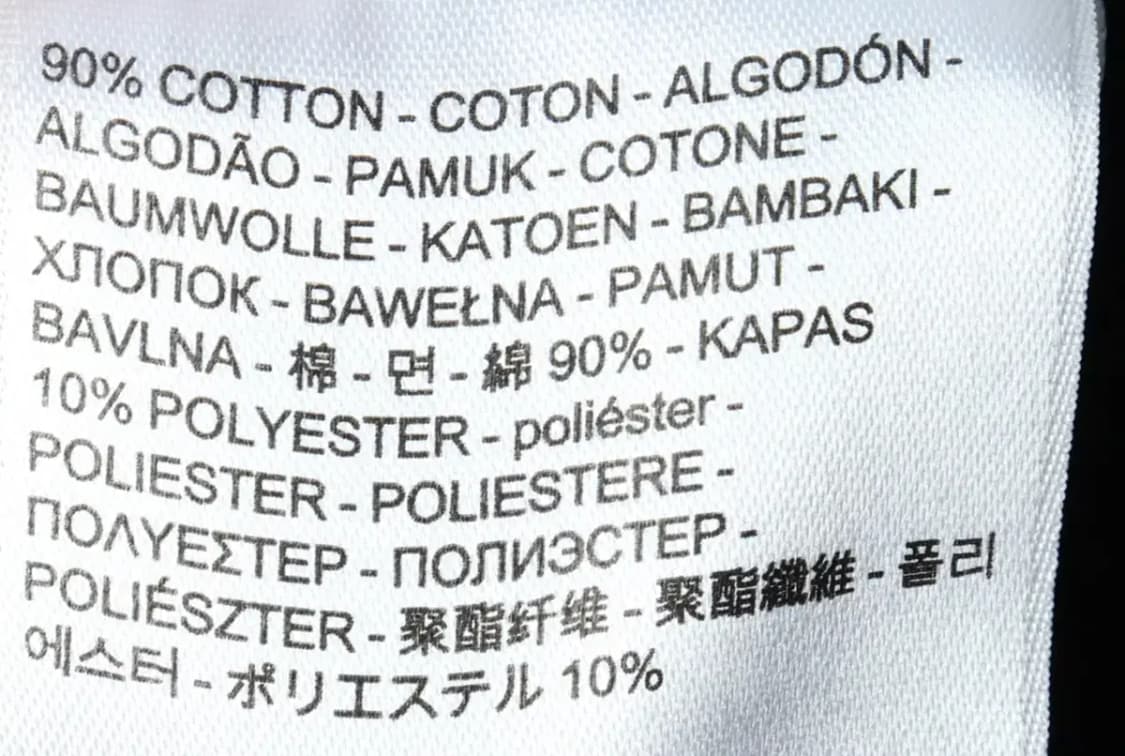 90% COTTON - COTON - ALGODÓN -
ALGODÃO - PAMUK - COTONE -
BAUMWOLLE - KATOEN - BAMBAKI -
ХЛОПОК - BAWEŁNA - PAMUT -
BAVLNA - 棉 - 면 - 綿 90% - KAPAS
10% POLYESTER - poliéster -
POLIESTER - POLIESTERE -
ΠΟΛΥΕΣΤΕΡ - ПОЛИЭСТЕР -
POLIÉSZTER - 聚酯纤维 - 聚酯纖維 - 폴리
에스터 - ポリエステル 10%